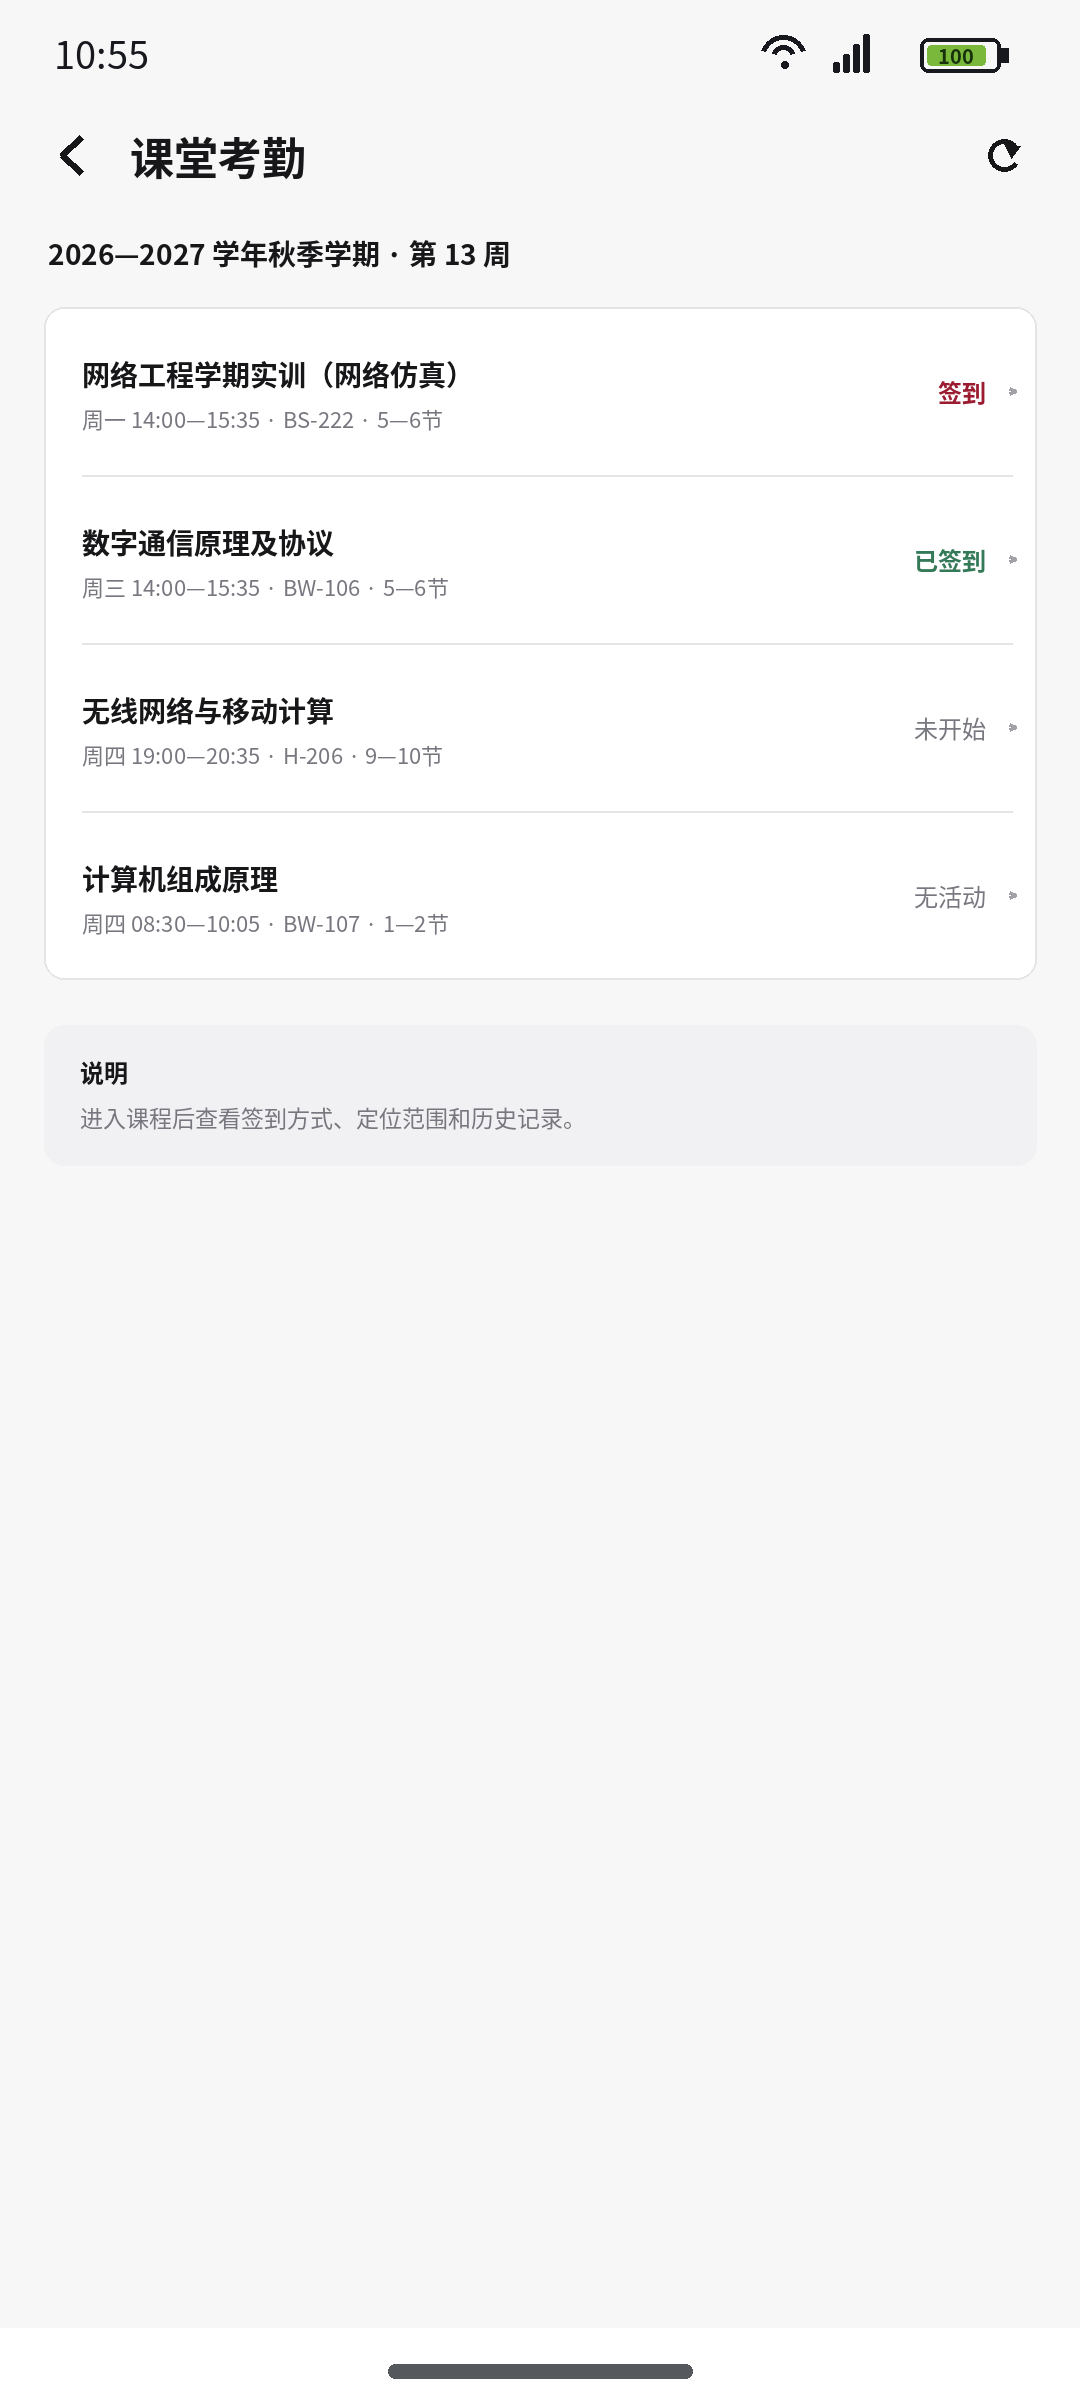 10:55
100
课堂考勤
2026—2027 学年秋季学期 · 第 13 周
网络工程学期实训（网络仿真）
周一 14:00—15:35 · BS-222 · 5—6节
签到
数字通信原理及协议
周三 14:00—15:35 · BW-106 · 5—6节
已签到
无线网络与移动计算
周四 19:00—20:35 · H-206 · 9—10节
未开始
计算机组成原理
周四 08:30—10:05 · BW-107 · 1—2节
无活动
说明
进入课程后查看签到方式、定位范围和历史记录。